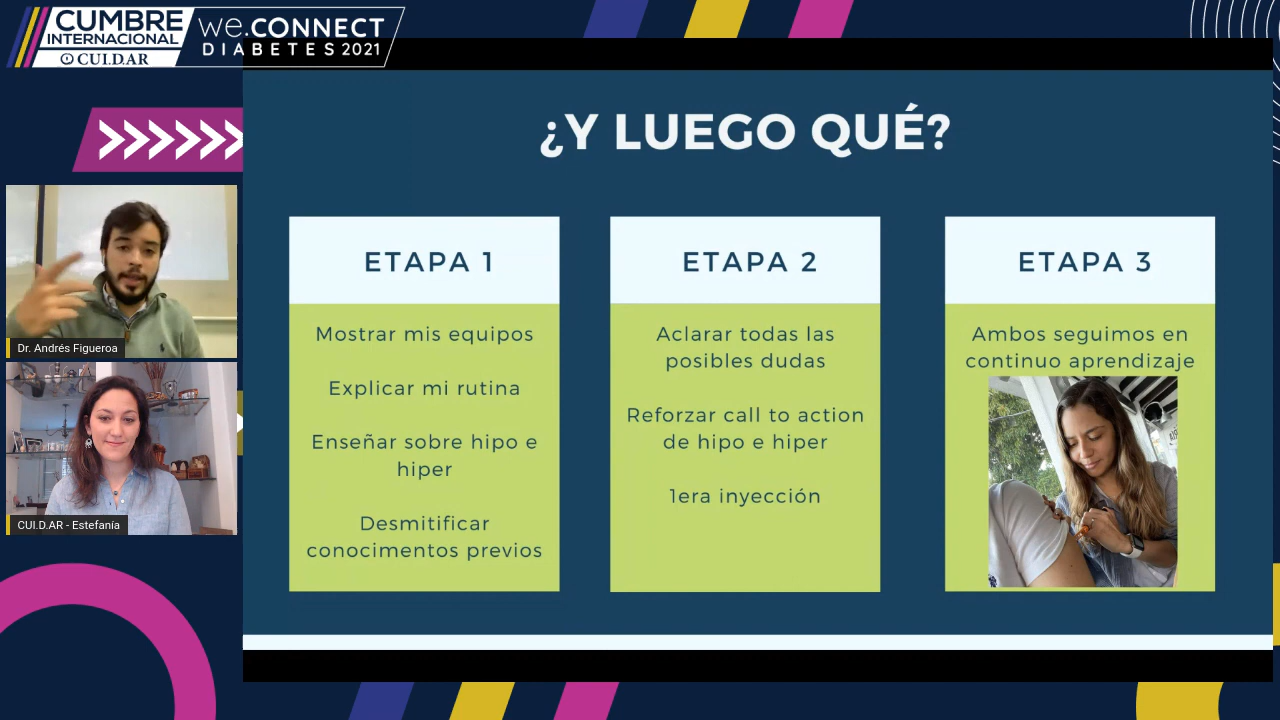 CUMBRE
INTERNACIONAL
CUI.D.AR
we.CONNECT
DIABETES 2021
¿Y LUEGO QUÉ?
ETAPA 1
Mostrar mis equipos
Explicar mi rutina
Enseñar sobre hipo e
hiper
Desmitificar
conocimentos previos
ETAPA 2
Aclarar todas las
posibles dudas
Reforzar call to action
de hipo e hiper
1era inyección
ETAPA 3
Ambos seguimos en
continuo aprendizaje
Dr. Andrés Figueroa
CUI.D.AR - Estefanía